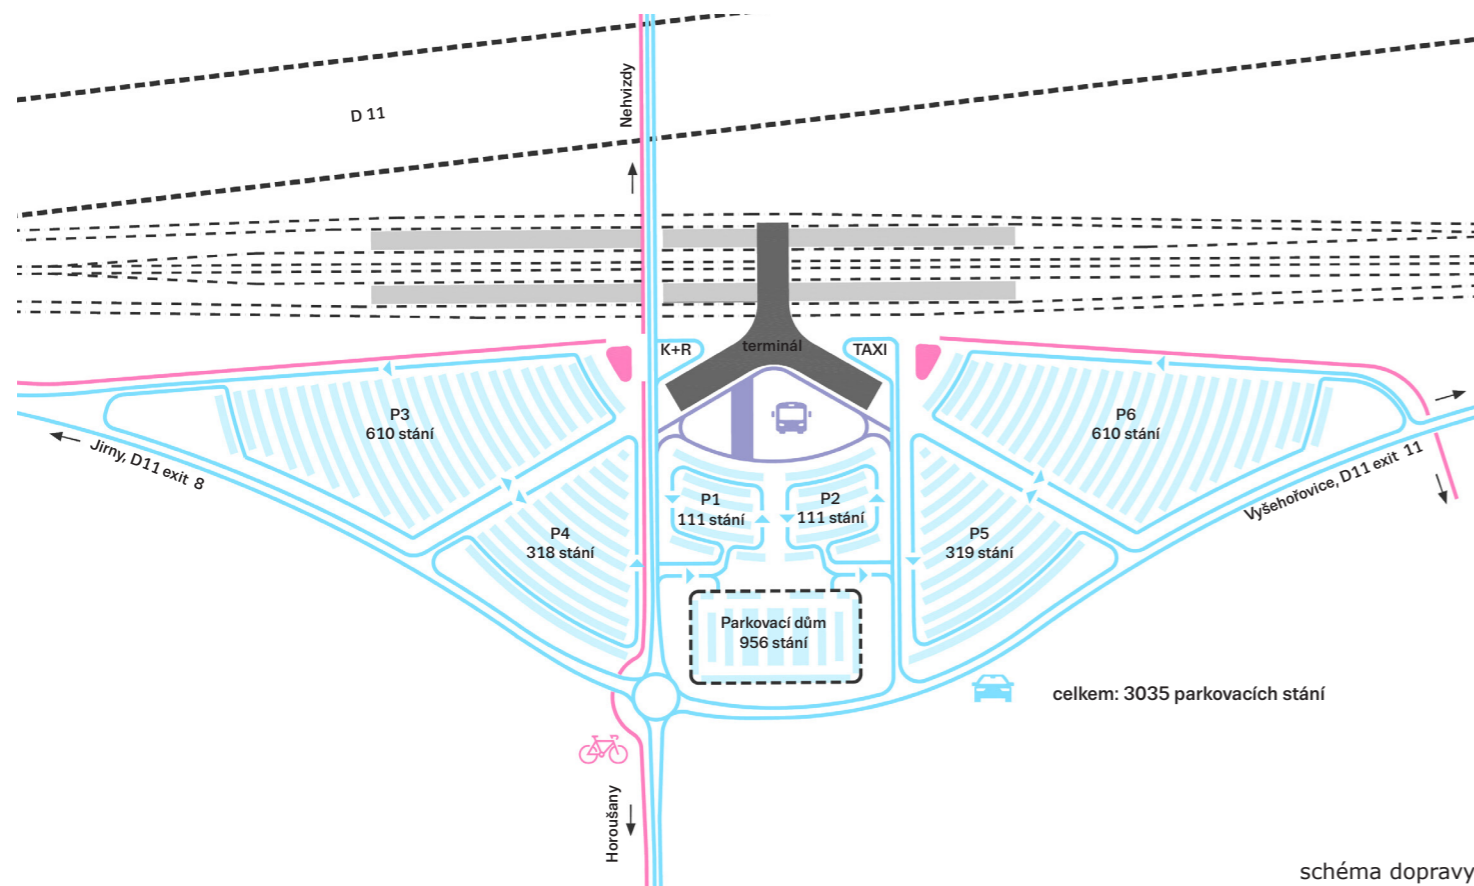 Nehvizdy
D 11
K+R
terminál
TAXI
P3
610 stání
P6
610 stání
Jirny, D11 exit 8
Vyšehořovice, D11 exit 11
P1
111 stání
P2
111 stání
P4
318 stání
P5
319 stání
Parkovací dům
956 stání
celkem: 3035 parkovacích stání
Horoušany
schéma dopravy